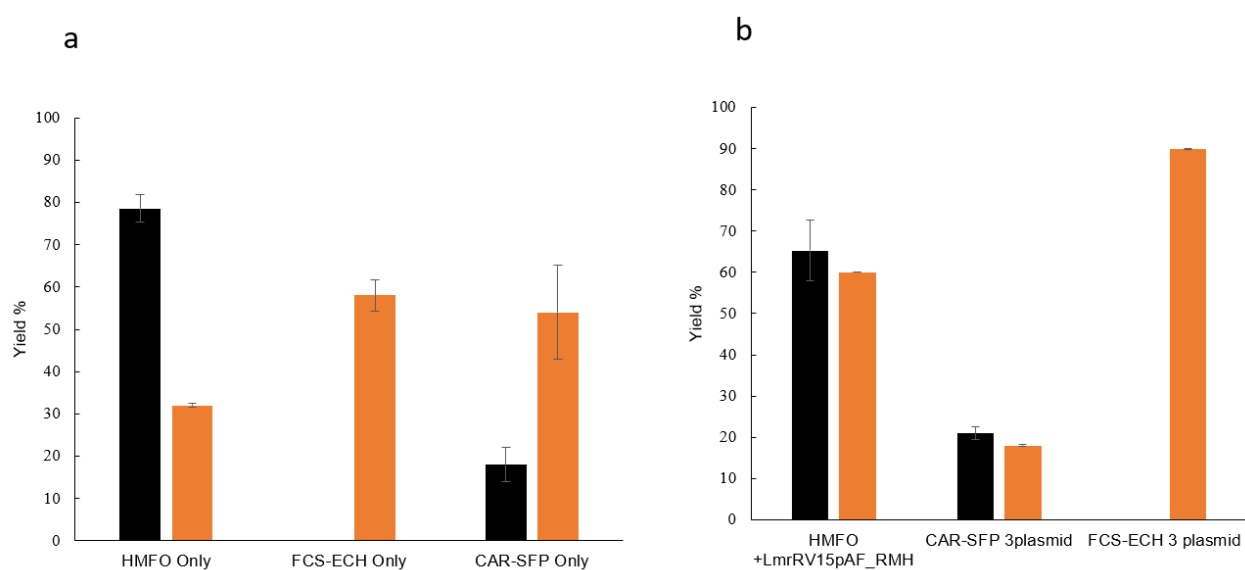 a
100
90
80
70
60
50
40
30
20
10
0
Yield %
HMFO Only
FCS-ECH Only
CAR-SFP Only
b
100
90
80
70
60
50
40
30
20
10
0
Yield %
HMFO
+LmrRV15pAF_RMH
CAR-SFP 3plasmid
FCS-ECH 3 plasmid